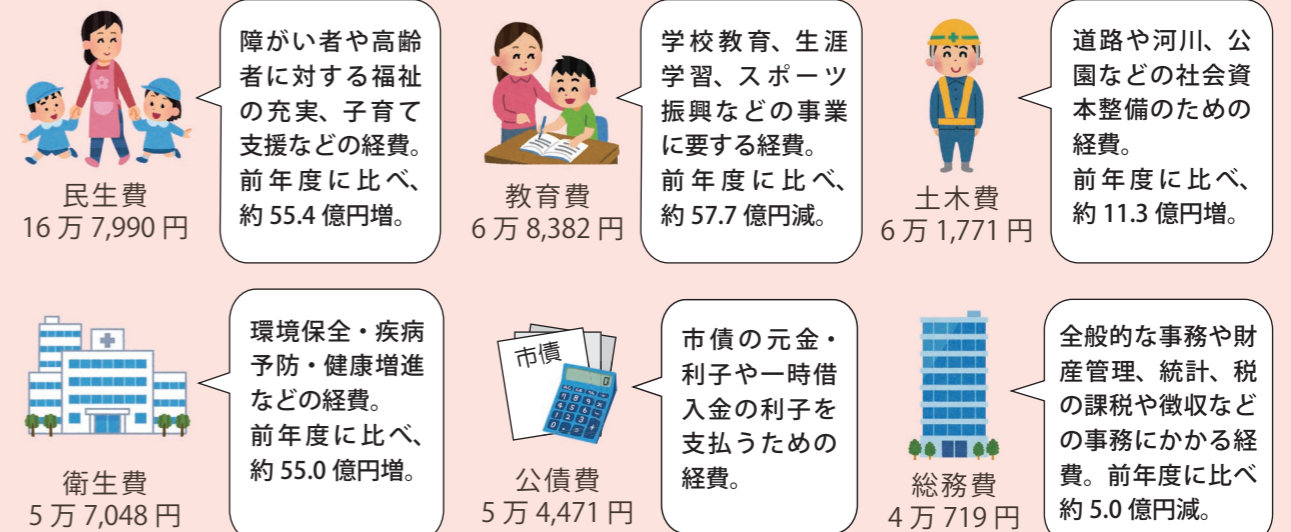 障がい者や高齢
者に対する福祉
の充実、子育て
支援などの経費。
前年度に比べ、
約 55.4 億円増。
民生費
16 万 7,990 円
学校教育、生涯
学習、スポーツ
振興などの事業
に要する経費。
前年度に比べ、
約 57.7 億円減。
教育費
6 万 8,382 円
道路や河川、公
園などの社会資
本整備のための
経費。
前年度に比べ、
約 11.3 億円増。
土木費
6 万 1,771 円
環境保全・疾病
予防・健康増進
などの経費。
前年度に比べ、
約 55.0 億円増。
衛生費
5 万 7,048 円
市債
市債の元金・
利子や一時借
入金の利子を
支払うための
経費。
公債費
5 万 4,471 円
全般的な事務や財
産管理、統計、税
の課税や徴収など
の事務にかかる経
費。前年度に比べ
約 5.0 億円減。
総務費
4 万 719 円